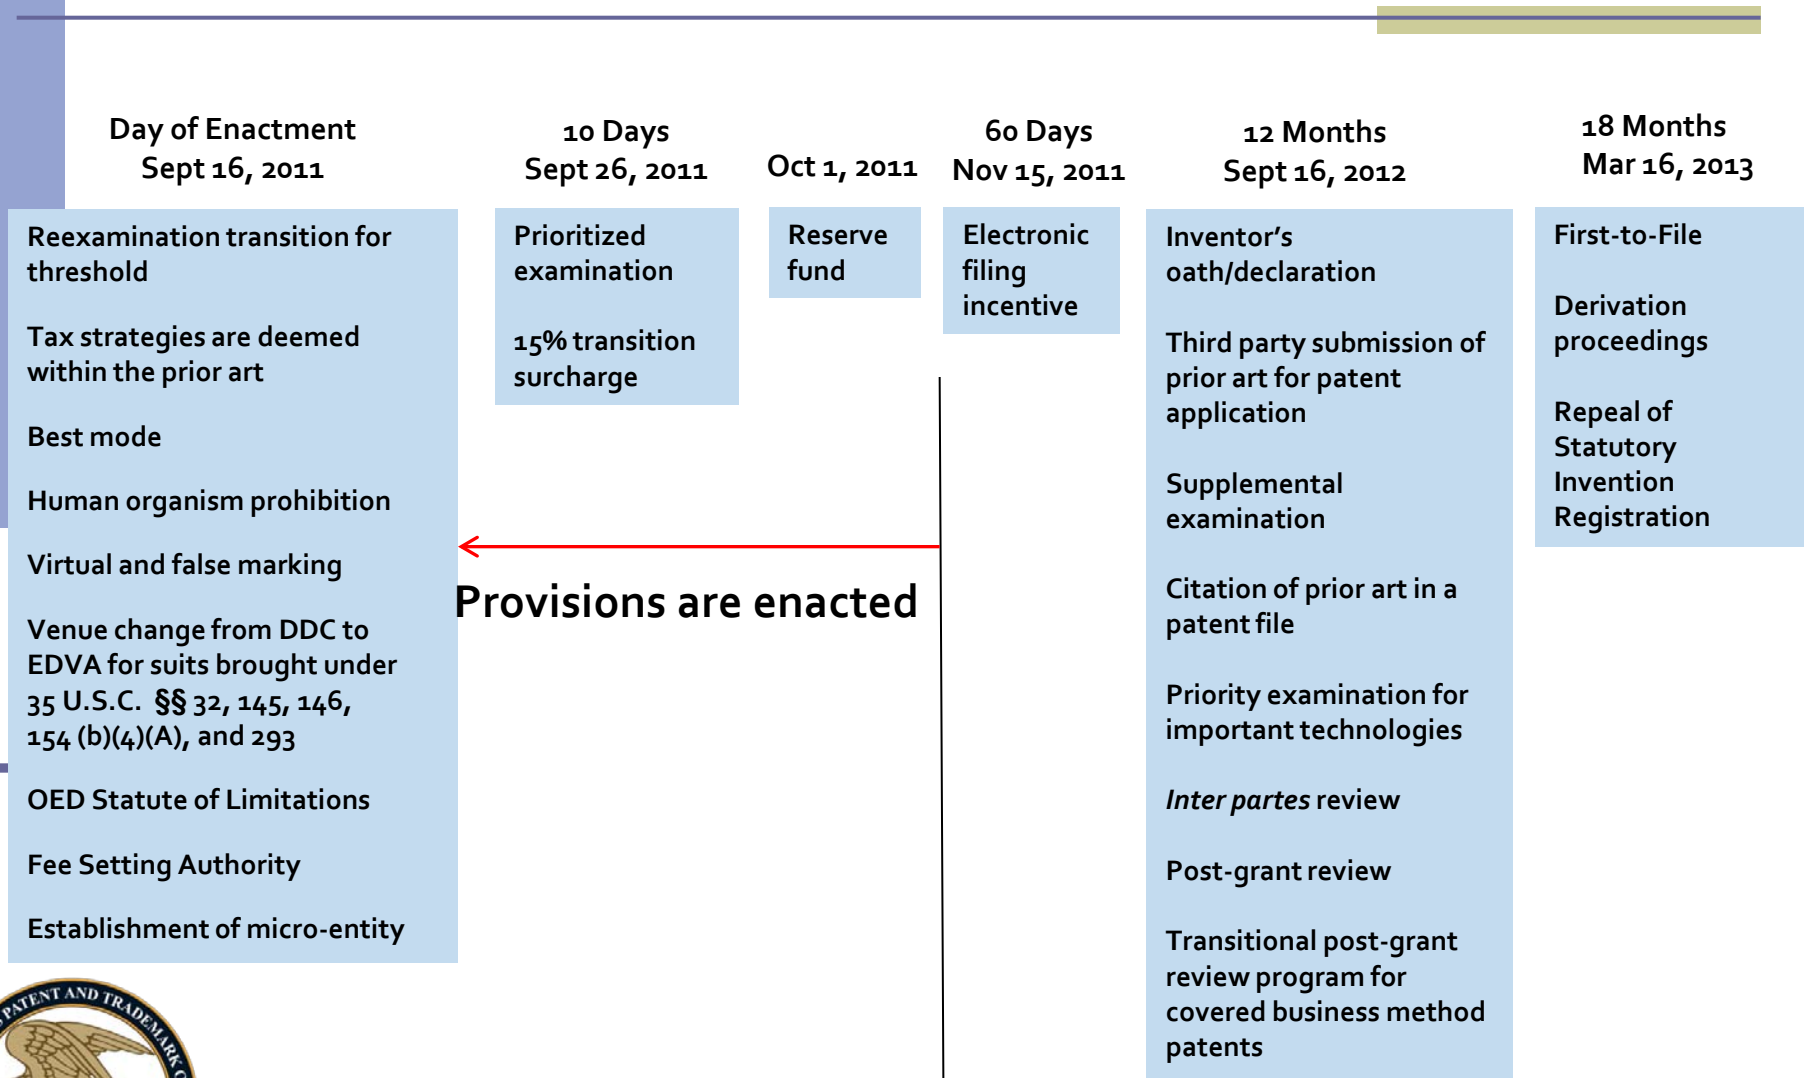 Day of Enactment
Sept 16, 2011
Reexamination transition for
threshold
Tax strategies are deemed
within the prior art
Best mode
Human organism prohibition
Virtual and false marking
Venue change from DDC to
EDVA for suits brought under
35 U.S.C. §§ 32, 145, 146,
154 (b)(4)(A), and 293
OED Statute of Limitations
Fee Setting Authority
Establishment of micro-entity
10 Days
Sept 26, 2011
Prioritized
examination
15% transition
surcharge
Oct 1, 2011
Reserve
fund
60 Days
Nov 15, 2011
Electronic
filing
incentive
Provisions are enacted
12 Months
Sept 16, 2012
Inventor’s
oath/declaration
Third party submission of
prior art for patent
application
Supplemental
examination
Citation of prior art in a
patent file
Priority examination for
important technologies
Inter partes review
Post-grant review
Transitional post-grant
review program for
covered business method
patents
18 Months
Mar 16, 2013
First-to-File
Derivation
proceedings
Repeal of
Statutory
Invention
Registration
PATENT AND TRADEMARK